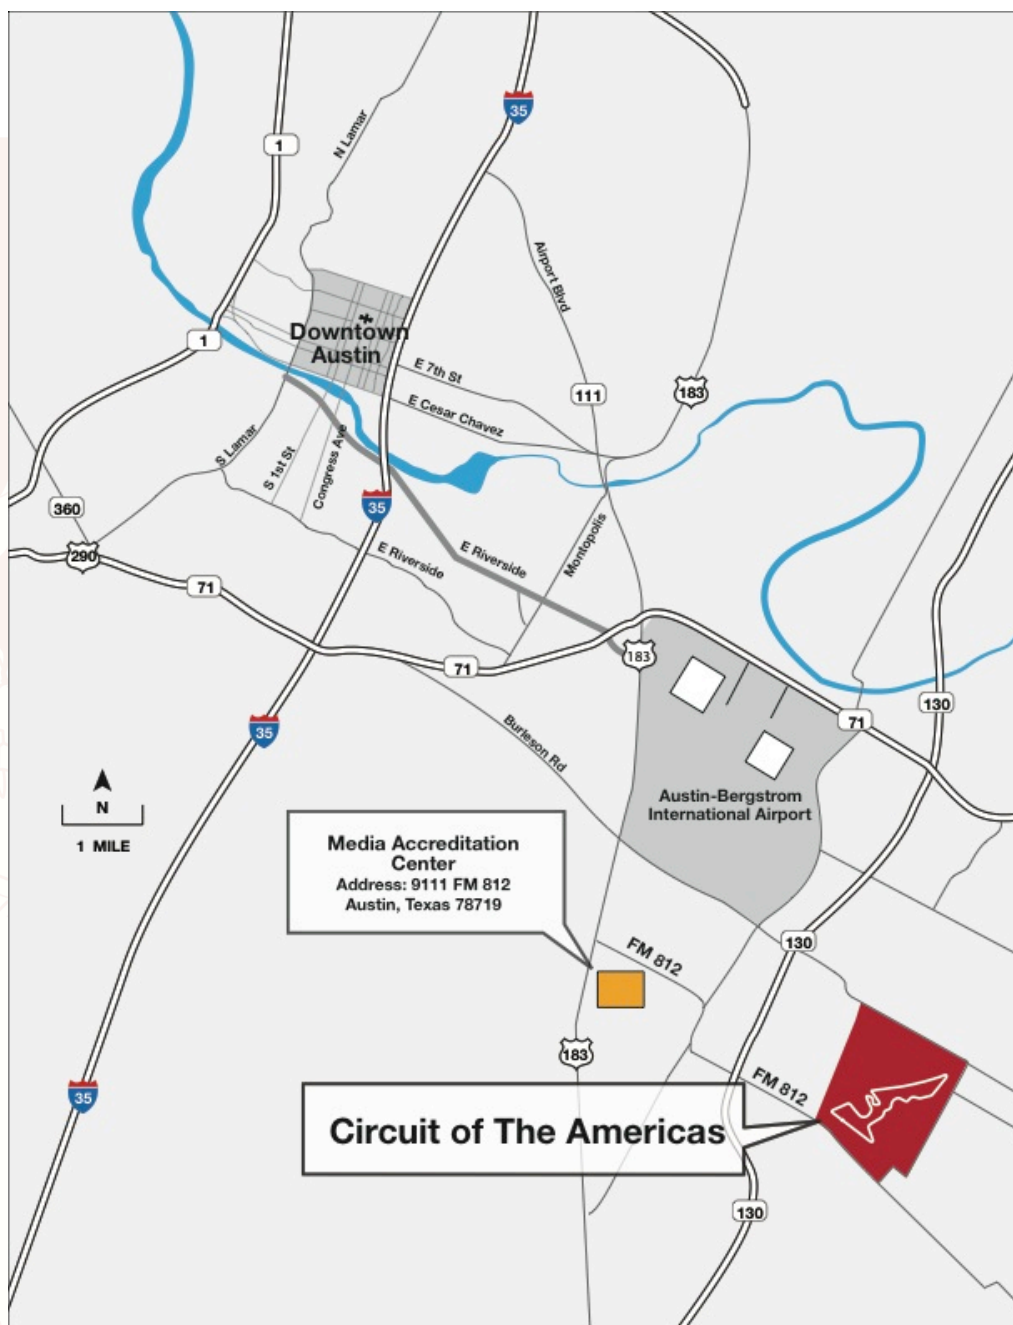 35
1
N Lamar
Airport Blvd
Downtown
Austin
1
E 7th St
111
183
E Cesar Chavez
S Lamar
S 1st St
Congress Ave
360
35
290
E Riverside
E Riverside
Montopolis
71
71
183
130
71
35
Burleson Rd
N
1 MILE
Austin-Bergstrom
International Airport
Media Accreditation
Center
Address: 9111 FM 812
Austin, Texas 78719
130
FM 812
183
35
FM 812
Circuit of The Americas
130